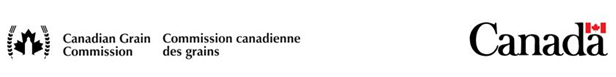 Canadian Grain
Commission
Commission canadienne
des grains
Canada